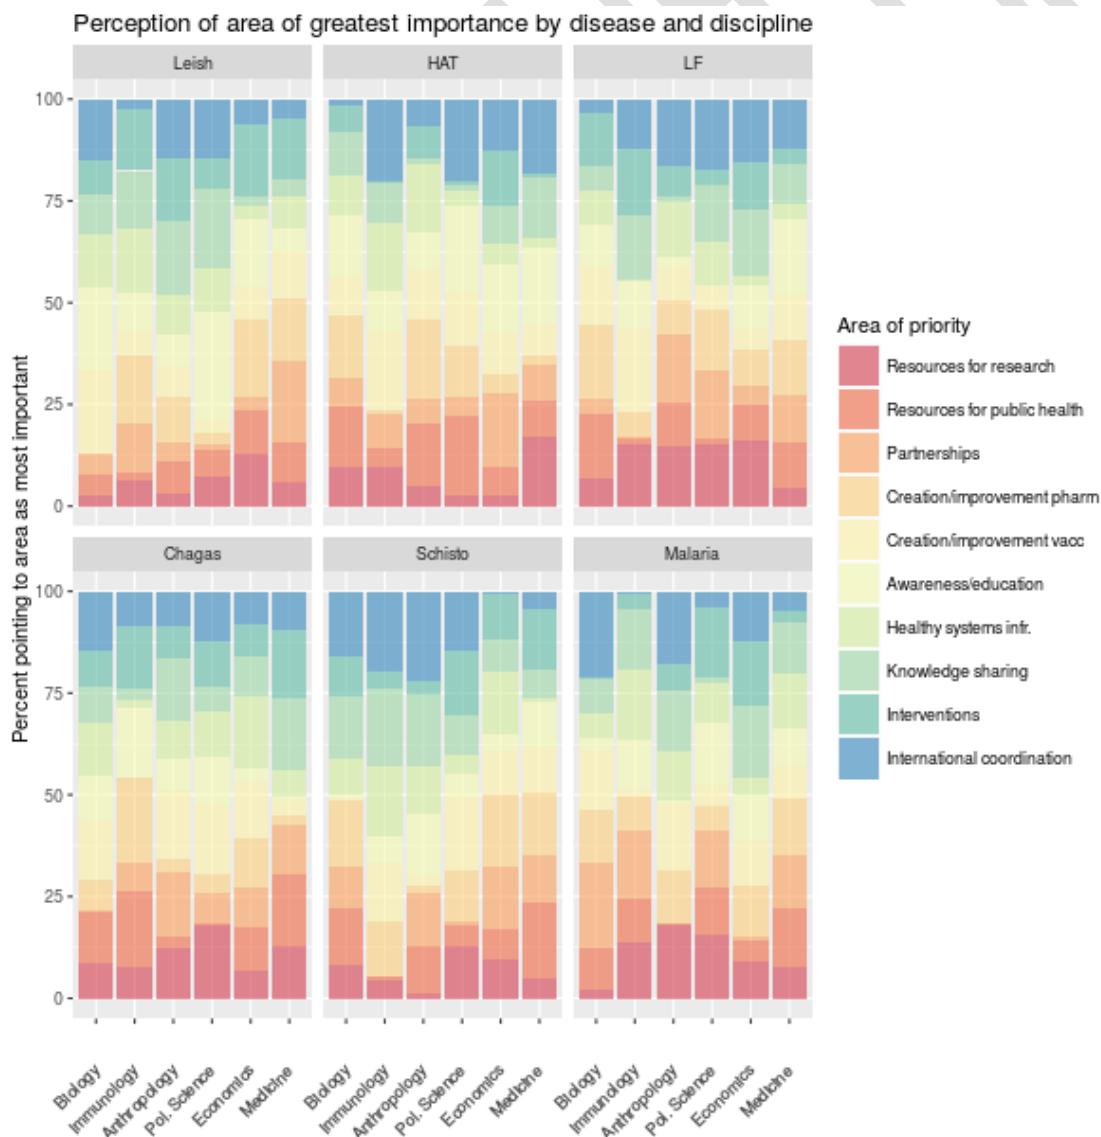 Perception of area of greatest importance by disease and discipline
Leish HAT LF
100
75
50
25
0
Chagas Schisto Malaria
100
75
50
25
0
Percent pointing to area as most important
Biology Immunology Anthropology Pol. Science Economics Medicine Biology Immunology Anthropology Pol. Science Economics Medicine Biology Immunology Anthropology Pol. Science Economics Medicine
Area of priority
Resources for research
Resources for public health
Partnerships
Creation/improvement pharm
Creation/improvement vacc
Awareness/education
Healthy systems infr.
Knowledge sharing
Interventions
International coordination